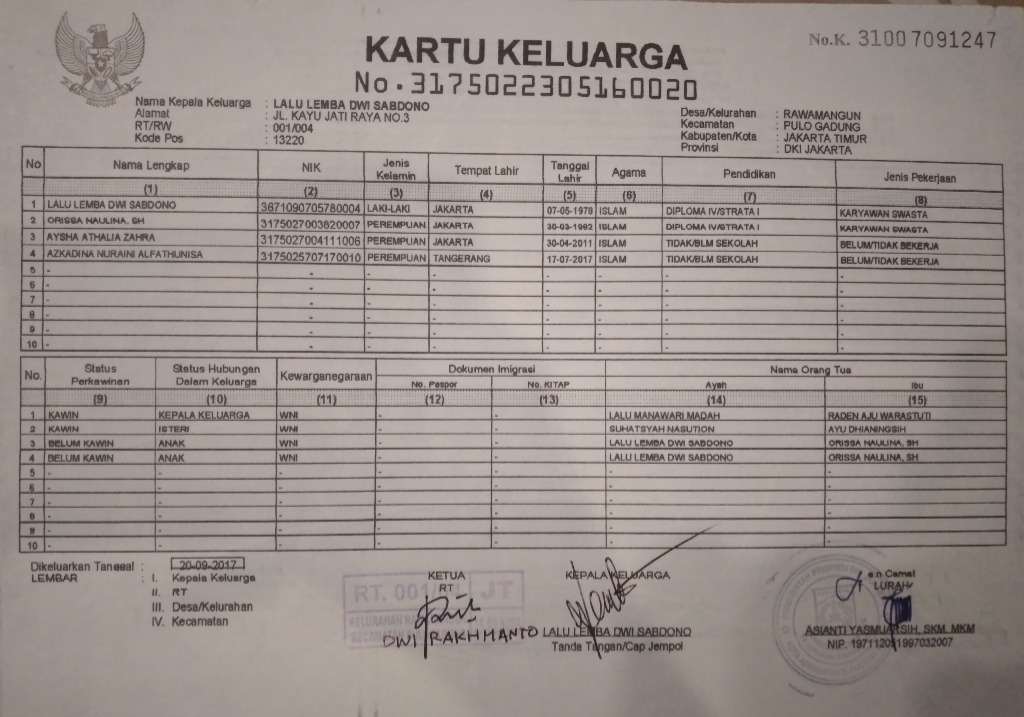 KARTU KELUARGA
No.K. 31007091247
No.3175022305160020
Nama Kepala Keluarga : LALU LEMBA DWI SABDONO
Alamat : JL. KAYU JATI RAYA NO.3
RT/RW : 001/004
Kode Pos : 13220
Desa/Kelurahan : RAWAMANGUN
Kecamatan : PULO GADUNG
Kabupaten/Kota : JAKARTA TIMUR
Provinsi : DKI JAKARTA
No Nama Lengkap NIK Jenis Kelamin Tempat Lahir Tanggal Lahir Agama Pendidikan Jenis Pekerjaan
(1) (2) (3) (4) (5) (6) (7) (8)
1 LALU LEMBA DWI SABDONO 3671090705780004 LAKI-LAKI JAKARTA 07-05-1978 ISLAM DIPLOMA IV/STRATA I KARYAWAN SWASTA
2 ORISSA NAULINA, SH 3175027003820007 PEREMPUAN JAKARTA 30-03-1982 ISLAM DIPLOMA IV/STRATA I KARYAWAN SWASTA
3 AYSHA ATHALIA ZAHRA 3175027004111006 PEREMPUAN JAKARTA 30-04-2011 ISLAM TIDAK/BLM SEKOLAH BELUM/TIDAK BEKERJA
4 AZKADINA NURAINI ALFATHUNISA 3175025707170010 PEREMPUAN TANGERANG 17-07-2017 ISLAM TIDAK/BLM SEKOLAH BELUM/TIDAK BEKERJA
5 - - - - - - - -
6 - - - - - - - -
7 - - - - - - - -
8 - - - - - - - -
9 - - - - - - - -
10 - - - - - - - -
No. Status Perkawinan Status Hubungan Dalam Keluarga Kewarganegaraan Dokumen Imigrasi Nama Orang Tua
No. Paspor No. KITAP Ayah Ibu
(9) (10) (11) (12) (13) (14) (15)
1 KAWIN KEPALA KELUARGA WNI - - LALU MANAWARI MADAH RADEN AJU WARASTUTI
2 KAWIN ISTERI WNI - - SUHATSYAH NASUTION AYU DHIANINGSIH
3 BELUM KAWIN ANAK WNI - - LALU LEMBA DWI SABDONO ORISSA NAULINA, SH
4 BELUM KAWIN ANAK WNI - - LALU LEMBA DWI SABDONO ORISSA NAULINA, SH
5 - - - - - - -
6 - - - - - - -
7 - - - - - - -
8 - - - - - - -
9 - - - - - - -
10 - - - - - - -
Dikeluarkan Tanggal : 20-09-2017
LEMBAR : I. Kepala Keluarga
II. RT
III. Desa/Kelurahan
IV. Kecamatan
RT. 001/ JT
KELURAHAN
KETUA
RT
DWI RAKHMANTO
KEPALA KELUARGA
LALU LEMBA DWI SABDONO
Tanda Tangan/Cap Jempol
a.n Camat
LURAH
ASIANTI YASMUARSIH, SKM, MKM
NIP. 197112051997032007